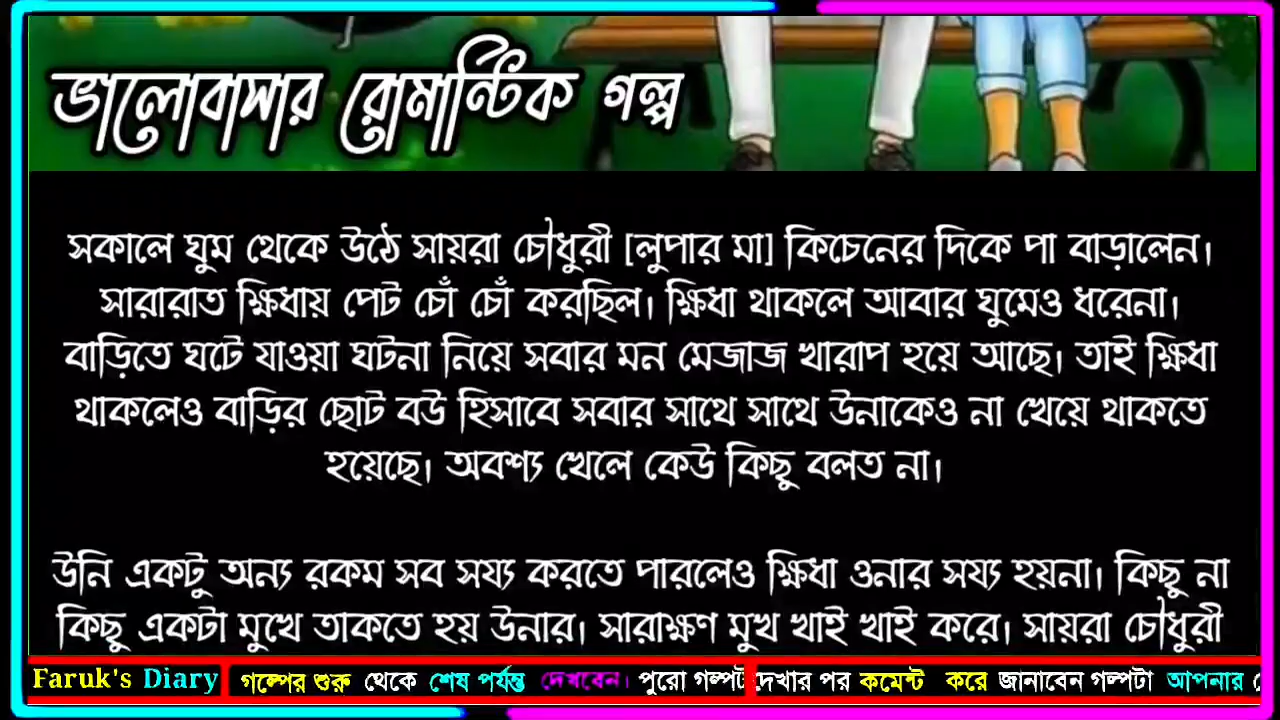 ভালোবাসার রোমান্টিক গল্প
সকালে ঘুম থেকে উঠে সায়রা চৌধুরী [লুপার মা] কিচেনের দিকে পা বাড়ালেন।
সারারাত ক্ষিধায় পেট চোঁ চোঁ করছিল। ক্ষিধা থাকলে আবার ঘুমেও ধরেনা।
বাড়িতে ঘটে যাওয়া ঘটনা নিয়ে সবার মন মেজাজ খারাপ হয়ে আছে। তাই ক্ষিধা
থাকলেও বাড়ির ছোট বউ হিসাবে সবার সাথে সাথে উনাকেও না খেয়ে থাকতে
হয়েছে। অবশ্য খেলে কেউ কিছু বলত না।
উনি একটু অন্য রকম সব সয্য করতে পারলেও ক্ষিধা ওনার সয্য হয়না। কিছু না
কিছু একটা মুখে তাকতে হয় উনার। সারাক্ষণ মুখ খাই খাই করে। সায়রা চৌধুরী
Faruk's Diary গল্পের শুরু থেকে শেষ পর্যন্ত দেখবেন। পুরো গল্পট দেখার পর কমেন্ট করে জানাবেন গল্পটা আপনার